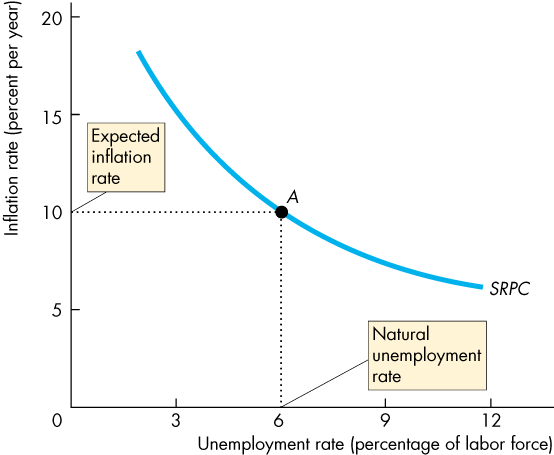 Inflation rate (percent per year)
20
15
Expected
inflation
rate
A
10
SRPC
5
Natural
unemployment
rate
0
3
6
9
12
Unemployment rate (percentage of labor force)